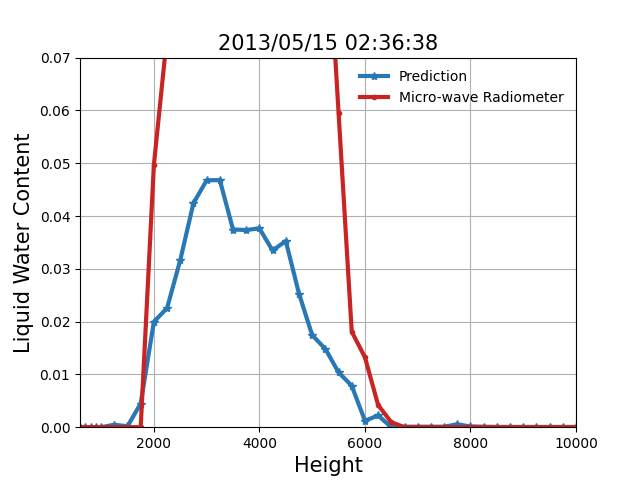 2013/05/15 02:36:38
Prediction
Micro-wave Radiometer
Liquid Water Content
0.07
0.06
0.05
0.04
0.03
0.02
0.01
0.00
2000 4000 6000 8000 10000
Height